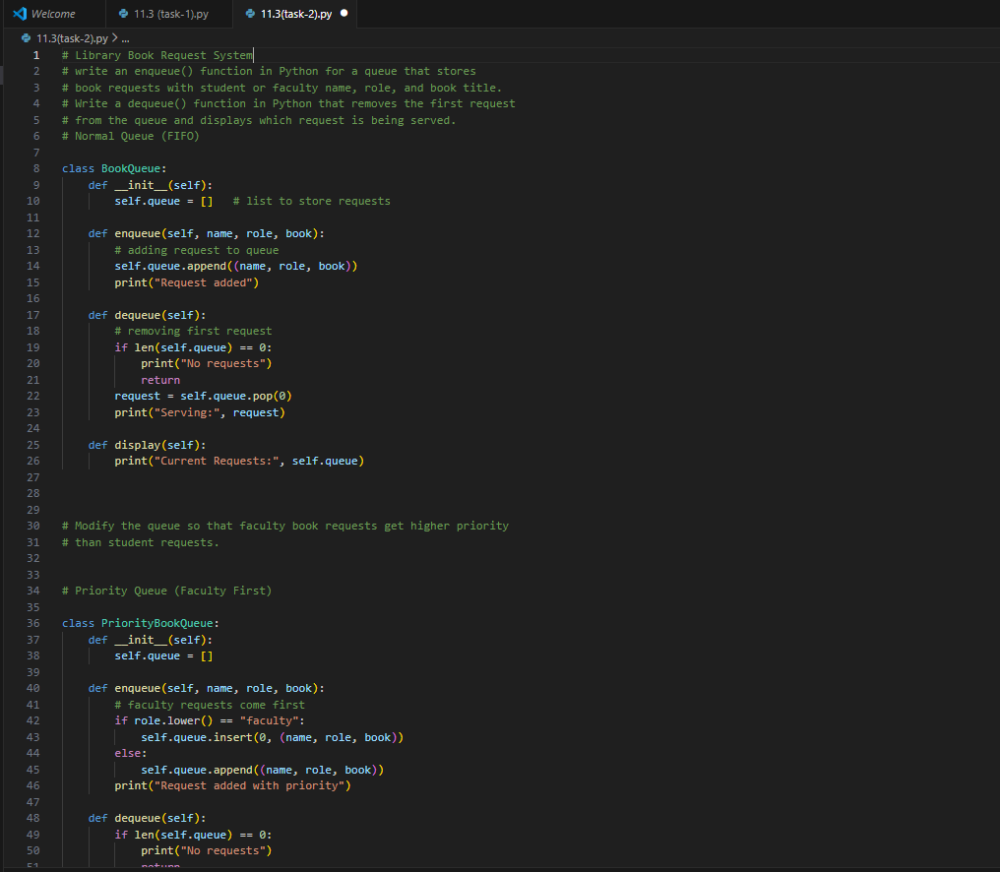 Welcome
11.3 (task-1).py
11.3(task-2).py
11.3(task-2).py > ...
1 # Library Book Request System
2 # write an enqueue() function in Python for a queue that stores
3 # book requests with student or faculty name, role, and book title.
4 # Write a dequeue() function in Python that removes the first request
5 # from the queue and displays which request is being served.
6 # Normal Queue (FIFO)
7
8 class BookQueue:
9     def __init__(self):
10         self.queue = []   # list to store requests
11
12     def enqueue(self, name, role, book):
13         # adding request to queue
14         self.queue.append((name, role, book))
15         print("Request added")
16
17     def dequeue(self):
18         # removing first request
19         if len(self.queue) == 0:
20             print("No requests")
21             return
22         request = self.queue.pop(0)
23         print("Serving:", request)
24
25     def display(self):
26         print("Current Requests:", self.queue)
27
28
29
30 # Modify the queue so that faculty book requests get higher priority
31 # than student requests.
32
33
34 # Priority Queue (Faculty First)
35
36 class PriorityBookQueue:
37     def __init__(self):
38         self.queue = []
39
40     def enqueue(self, name, role, book):
41         # faculty requests come first
42         if role.lower() == "faculty":
43             self.queue.insert(0, (name, role, book))
44         else:
45             self.queue.append((name, role, book))
46         print("Request added with priority")
47
48     def dequeue(self):
49         if len(self.queue) == 0:
50             print("No requests")
51             return